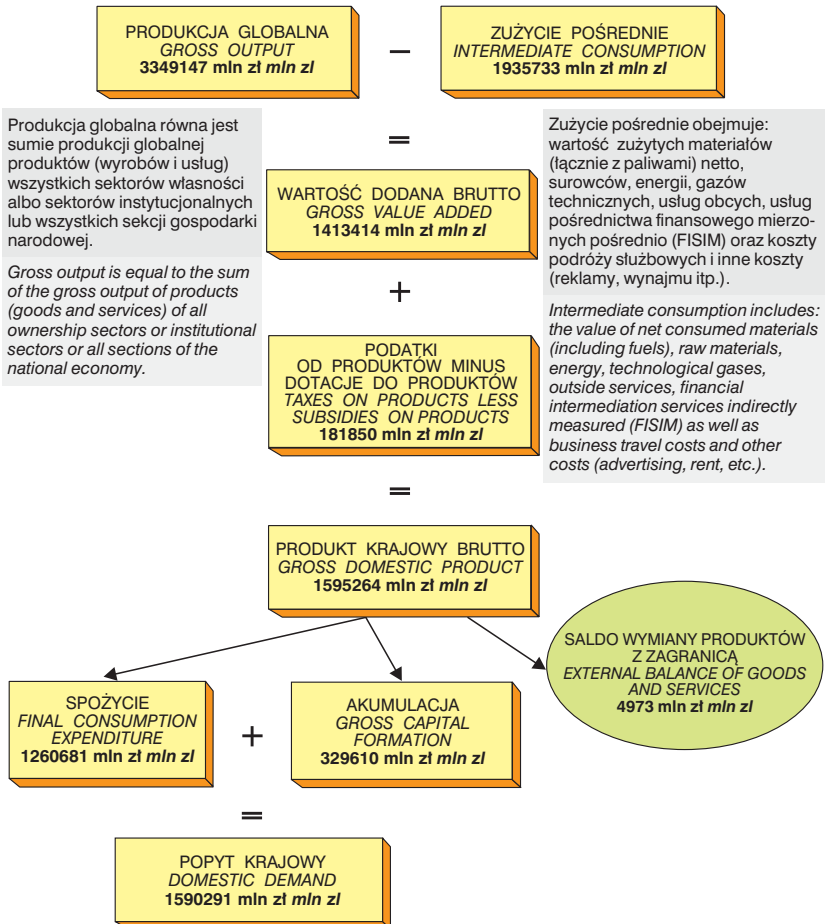 PRODUKCJA GLOBALNA
GROSS OUTPUT
3349147 mln zł mln zl
–
ZUŻYCIE POŚREDNIE
INTERMEDIATE CONSUMPTION
1935733 mln zł mln zl
Produkcja globalna równa jest
sumie produkcji globalnej
produktów (wyrobów i usług)
wszystkich sektorów własności
albo sektorów instytucjonalnych
lub wszystkich sekcji gospodarki
narodowej.
Gross output is equal to the sum
of the gross output of products
(goods and services) of all
ownership sectors or institutional
sectors or all sections of the
national economy.
=
WARTOŚĆ DODANA BRUTTO
GROSS VALUE ADDED
1413414 mln zł mln zl
+
PODATKI
OD PRODUKTÓW MINUS
DOTACJE DO PRODUKTÓW
TAXES ON PRODUCTS LESS
SUBSIDIES ON PRODUCTS
181850 mln zł mln zl
=
Zużycie pośrednie obejmuje:
wartość zużytych materiałów
(łącznie z paliwami) netto,
surowców, energii, gazów
technicznych, usług obcych, usług
pośrednictwa finansowego mierzo-
nych pośrednio (FISIM) oraz koszty
podróży służbowych i inne koszty
(reklamy, wynajmu itp.).
Intermediate consumption includes:
the value of net consumed materials
(including fuels), raw materials,
energy, technological gases,
outside services, financial
intermediation services indirectly
measured (FISIM) as well as
business travel costs and other
costs (advertising, rent, etc.).
PRODUKT KRAJOWY BRUTTO
GROSS DOMESTIC PRODUCT
1595264 mln zł mln zl
SPOŻYCIE
FINAL CONSUMPTION
EXPENDITURE
1260681 mln zł mln zl
+
AKUMULACJA
GROSS CAPITAL
FORMATION
329610 mln zł mln zl
SALDO WYMIANY PRODUKTÓW
Z ZAGRANICĄ
EXTERNAL BALANCE OF GOODS
AND SERVICES
4973 mln zł mln zl
=
POPYT KRAJOWY
DOMESTIC DEMAND
1590291 mln zł mln zl